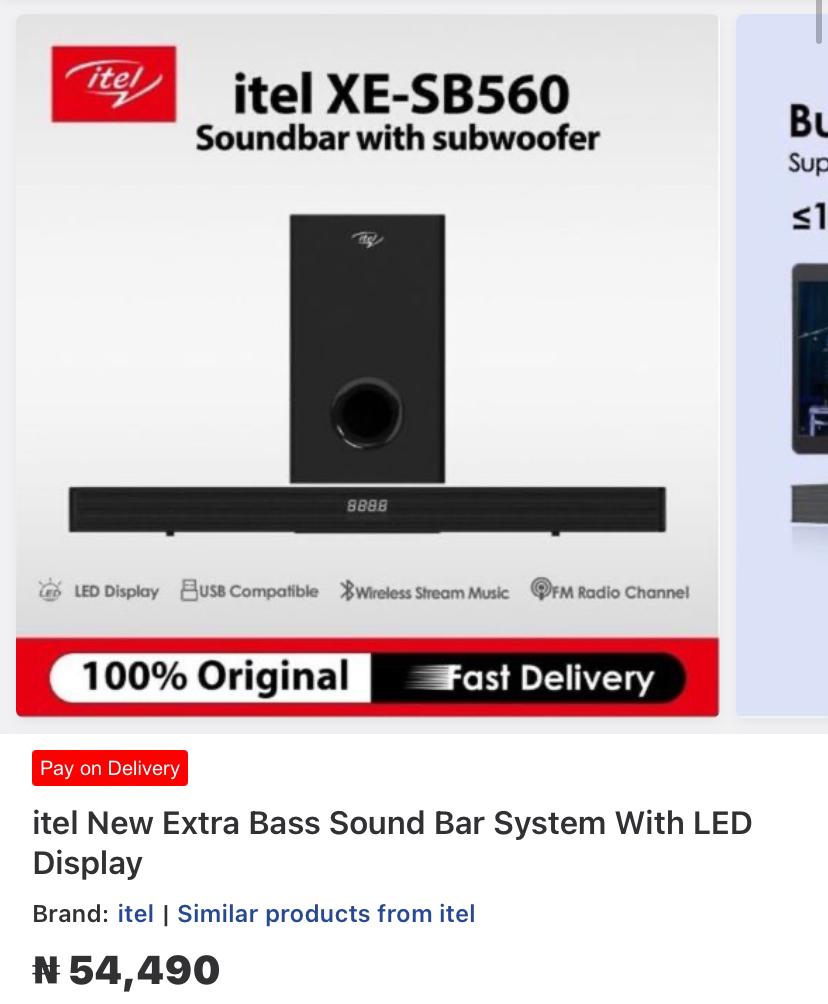 itel
itel XE-SB560
Soundbar with subwoofer
itel
8888
LED
LED Display
USB Compatible
Wireless Stream Music
FM Radio Channel
100% Original
Fast Delivery
Bu
Sup
≤1
Pay on Delivery
itel New Extra Bass Sound Bar System With LED
Display
Brand: itel | Similar products from itel
₦ 54,490